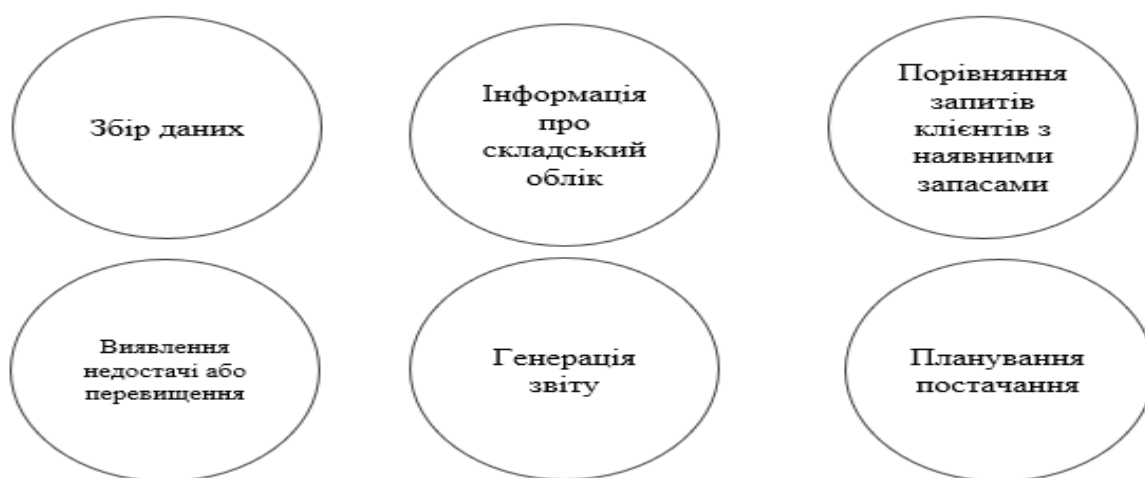 Збір даних
Інформація
про
складський
облік
Порівняння
запитів
клієнтів з
наявними
запасами
Виявлення
недостачі або
перевищення
Генерація
звіту
Планування
постачання